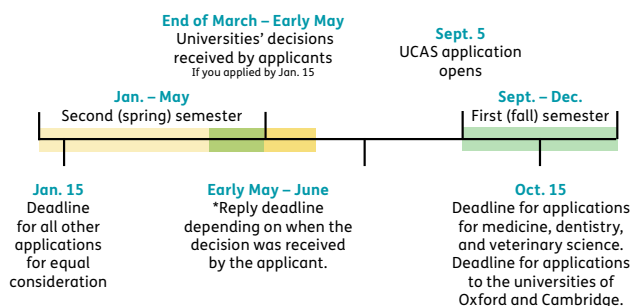 End of March – Early May
Universities’ decisions
received by applicants
If you applied by Jan. 15
Sept. 5
UCAS application
opens
Jan. – May
Second (spring) semester
Sept. – Dec.
First (fall) semester
Jan. 15
Deadline
for all other
applications
for equal
consideration
Early May – June
*Reply deadline
depending on when the
decision was received
by the applicant.
Oct. 15
Deadline for applications
for medicine, dentistry,
and veterinary science.
Deadline for applications
to the universities of
Oxford and Cambridge.